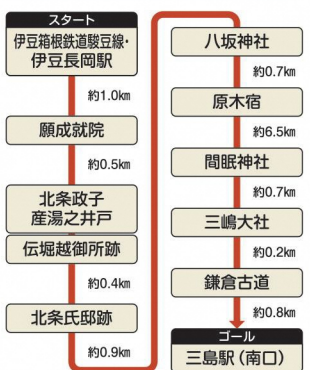 スタート
伊豆箱根鉄道駿豆線・
伊豆長岡駅
約1.0km
願成就院
約0.5km
北条政子
産湯之井戸
伝堀越御所跡
約0.4km
北条氏邸跡
約0.9km
八坂神社
約0.7km
原木宿
約6.5km
間眠神社
約0.7km
三嶋大社
約0.2km
鎌倉古道
約0.8km
ゴール
三島駅（南口）